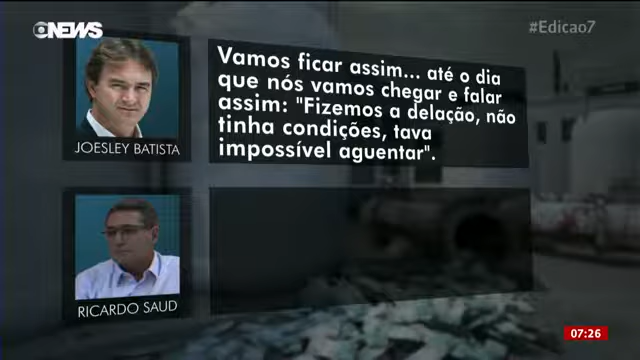 GNEWS
#Edicao7
Vamos ficar assim... até o dia
que nós vamos chegar e falar
assim: "Fizemos a delação, não
tinha condições, tava
impossível aguentar".
JOESLEY BATISTA
RICARDO SAUD
07:26